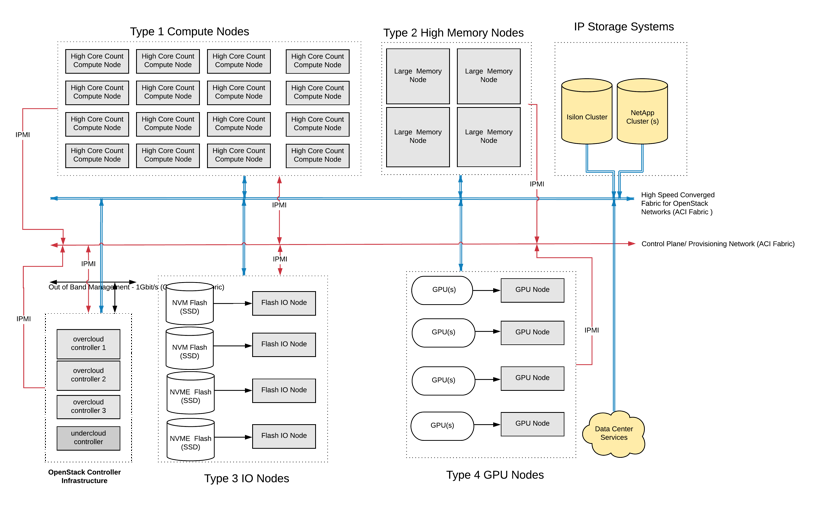 Type 1 Compute Nodes
Type 2 High Memory Nodes
IP Storage Systems
High Core Count
Compute Node
High Core Count
Compute Node
High Core Count
Compute Node
High Core Count
Compute Node
High Core Count
Compute Node
High Core Count
Compute Node
High Core Count
Compute Node
High Core Count
Compute Node
High Core Count
Compute Node
High Core Count
Compute Node
High Core Count
Compute Node
High Core Count
Compute Node
High Core Count
Compute Node
High Core Count
Compute Node
High Core Count
Compute Node
High Core Count
Compute Node
Large Memory
Node
Large Memory
Node
Large Memory
Node
Large Memory
Node
Isilon Cluster
NetApp
Cluster (s)
IPMI
IPMI
IPMI
High Speed Converged
Fabric for OpenStack
Networks (ACI Fabric )
Control Plane/ Provisioning Network (ACI Fabric)
IPMI
IPMI
Out of Band Management - 1Gbit/s
IPMI
IPMI
overcloud
controller 1
overcloud
controller 2
overcloud
controller 3
undercloud
controller
OpenStack Controller
Infrastructure
NVM Flash
(SSD)
Flash IO Node
NVM Flash
(SSD)
Flash IO Node
NVME Flash
(SSD)
Flash IO Node
NVME Flash
(SSD)
Flash IO Node
Type 3 IO Nodes
GPU(s)
GPU Node
GPU(s)
GPU Node
GPU(s)
GPU Node
GPU(s)
GPU Node
Type 4 GPU Nodes
Data Center
Services